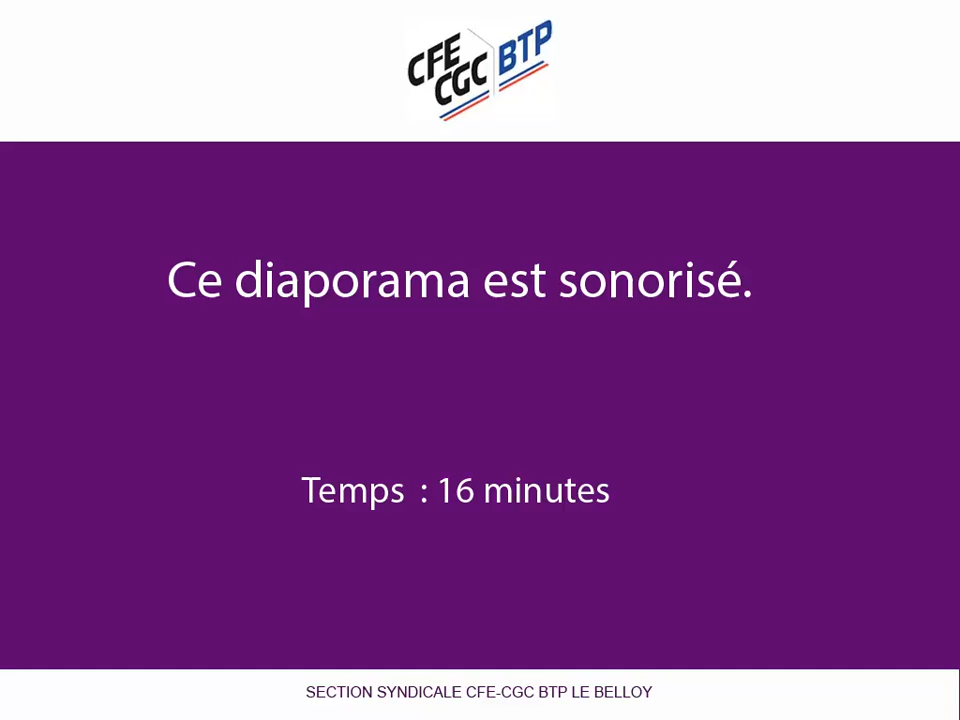 CFE BTP
CGC
Ce diaporama est sonorisé.
Temps : 16 minutes
SECTION SYNDICALE CFE-CGC BTP LE BELLOY